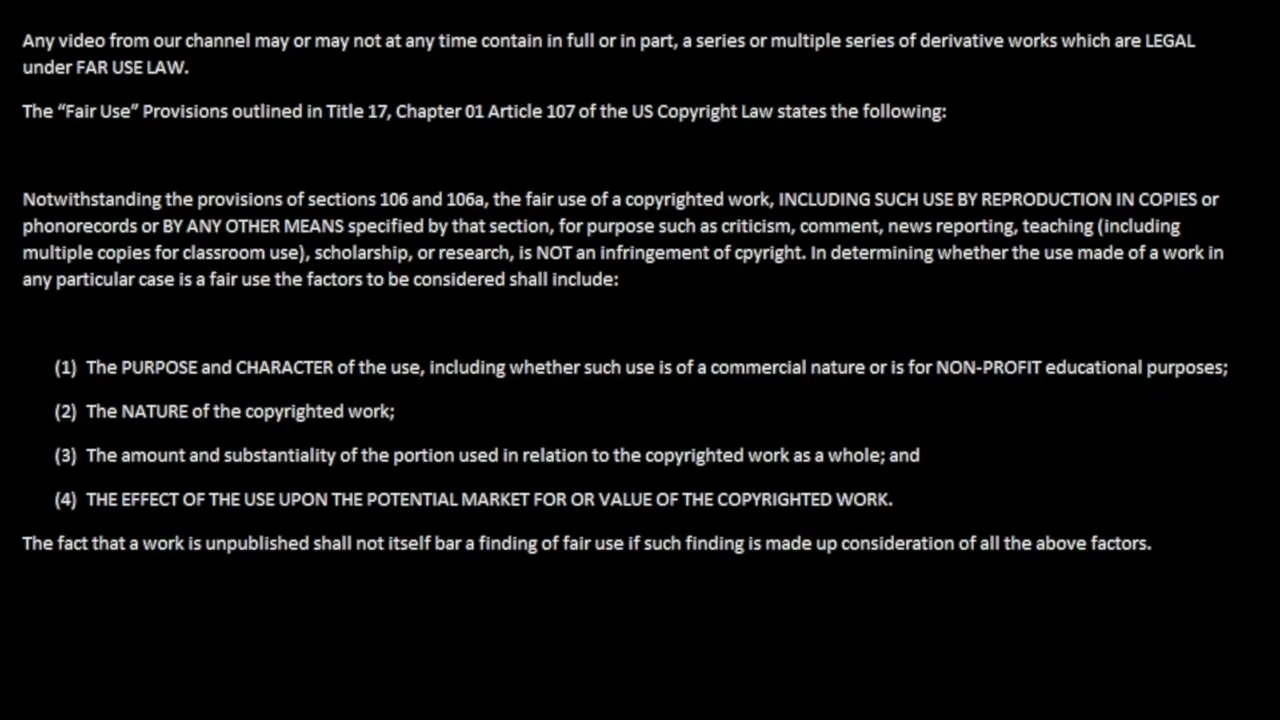 Any video from our channel may or may not at any time contain in full or in part, a series or multiple series of derivative works which are LEGAL
under FAR USE LAW.
The “Fair Use” Provisions outlined in Title 17, Chapter 01 Article 107 of the US Copyright Law states the following:
Notwithstanding the provisions of sections 106 and 106a, the fair use of a copyrighted work, INCLUDING SUCH USE BY REPRODUCTION IN COPIES or
phonorecords or BY ANY OTHER MEANS specified by that section, for purpose such as criticism, comment, news reporting, teaching (including
multiple copies for classroom use), scholarship, or research, is NOT an infringement of cpyright. In determining whether the use made of a work in
any particular case is a fair use the factors to be considered shall include:
(1) The PURPOSE and CHARACTER of the use, including whether such use is of a commercial nature or is for NON-PROFIT educational purposes;
(2) The NATURE of the copyrighted work;
(3) The amount and substantiality of the portion used in relation to the copyrighted work as a whole; and
(4) THE EFFECT OF THE USE UPON THE POTENTIAL MARKET FOR OR VALUE OF THE COPYRIGHTED WORK.
The fact that a work is unpublished shall not itself bar a finding of fair use if such finding is made up consideration of all the above factors.